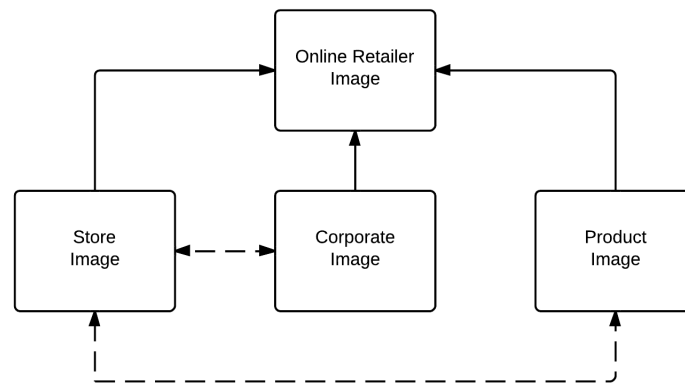 Online Retailer
Image
Store
Image
Corporate
Image
Product
Image